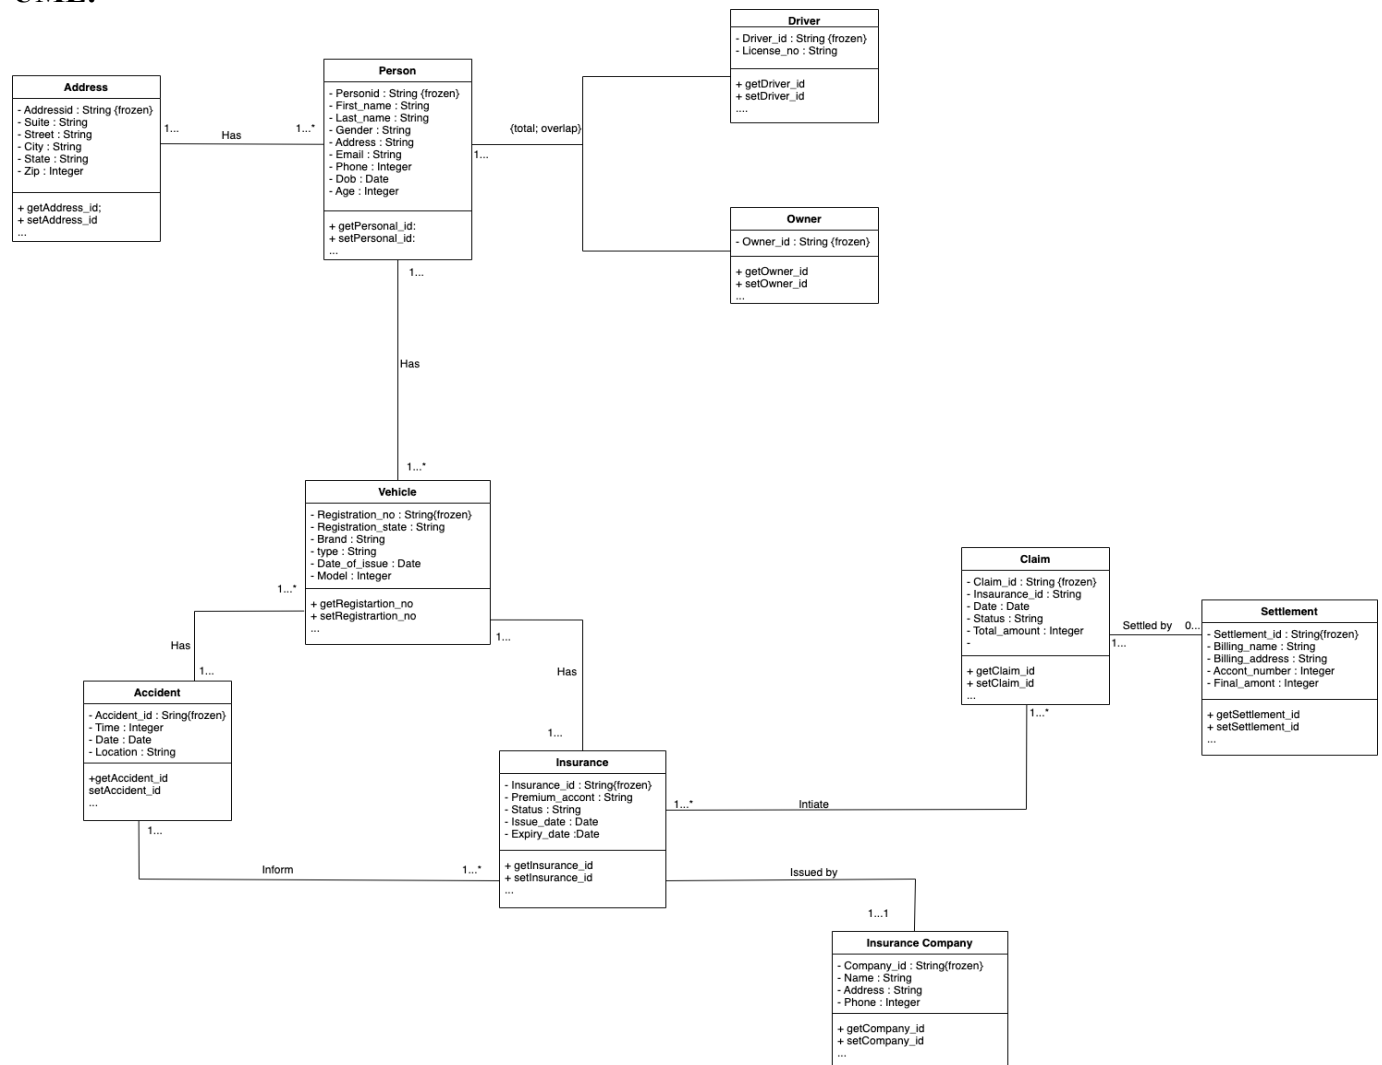 UML:
Driver
- Driver_id : String {frozen}
- License_no : String
+ getDriver_id
+ setDriver_id
....
Person
- Personid : String {frozen}
- First_name : String
- Last_name : String
- Gender : String
- Address : String
- Email : String
- Phone : Integer
- Dob : Date
- Age : Integer
+ getPersonal_id:
+ setPersonal_id:
...
Address
- Addressid : String {frozen}
- Suite : String
- Street : String
- City : String
- State : String
- Zip : Integer
+ getAddress_id;
+ setAddress_id
...
1...
Has
1...*
{total; overlap}
1...
Owner
- Owner_id : String {frozen}
+ getOwner_id
+ setOwner_id
...
1...
Has
1...*
Vehicle
- Registration_no : String{frozen}
- Registration_state : String
- Brand : String
- type : String
- Date_of_issue : Date
- Model : Integer
+ getRegistartion_no
+ setRegistrartion_no
...
1...*
Has
1...
1...
Has
1...
Claim
- Claim_id : String {frozen}
- Insaurance_id : String
- Date : Date
- Status : String
- Total_amount : Integer
-
+ getClaim_id
+ setClaim_id
...
Settled by
0...
1...
Settlement
- Settlement_id : String{frozen}
- Billing_name : String
- Billing_address : String
- Accont_number : Integer
- Final_amont : Integer
+ getSettlement_id
+ setSettlement_id
...
Accident
- Accident_id : Sring{frozen}
- Time : Integer
- Date : Date
- Location : String
+getAccident_id
setAccident_id
...
1...
Inform
1...*
Insurance
- Insurance_id : String{frozen}
- Premium_accont : String
- Status : String
- Issue_date : Date
- Expiry_date :Date
+ getInsurance_id
+ setInsurance_id
...
1...*
Intiate
1...*
Issued by
1...1
Insurance Company
- Company_id : String{frozen}
- Name : String
- Address : String
- Phone : Integer
+ getCompany_id
+ setCompany_id
...